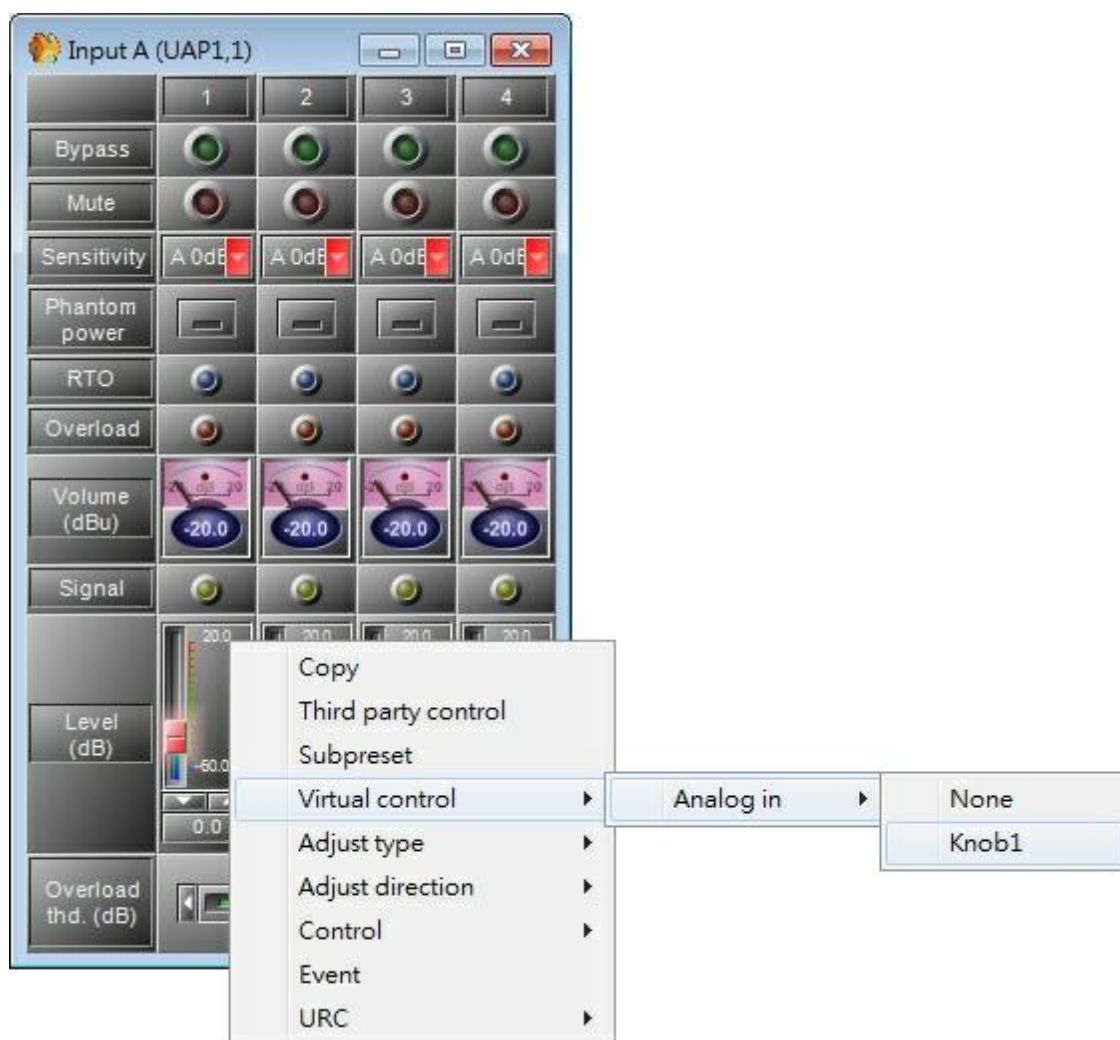 Input A (UAP1,1)
1 2 3 4
Bypass
Mute
Sensitivity A 0dB A 0dB A 0dB A 0dB
Phantom
power
RTO
Overload
Volume
(dBu)
-20.0 -20.0 -20.0 -20.0
Signal
20.0 20.0 20.0 20.0
Level
(dB)
-60.0
0.0
Overload
thd. (dB)
Copy
Third party control
Subpreset
Virtual control
Adjust type
Adjust direction
Control
Event
URC
Analog in
None
Knob1